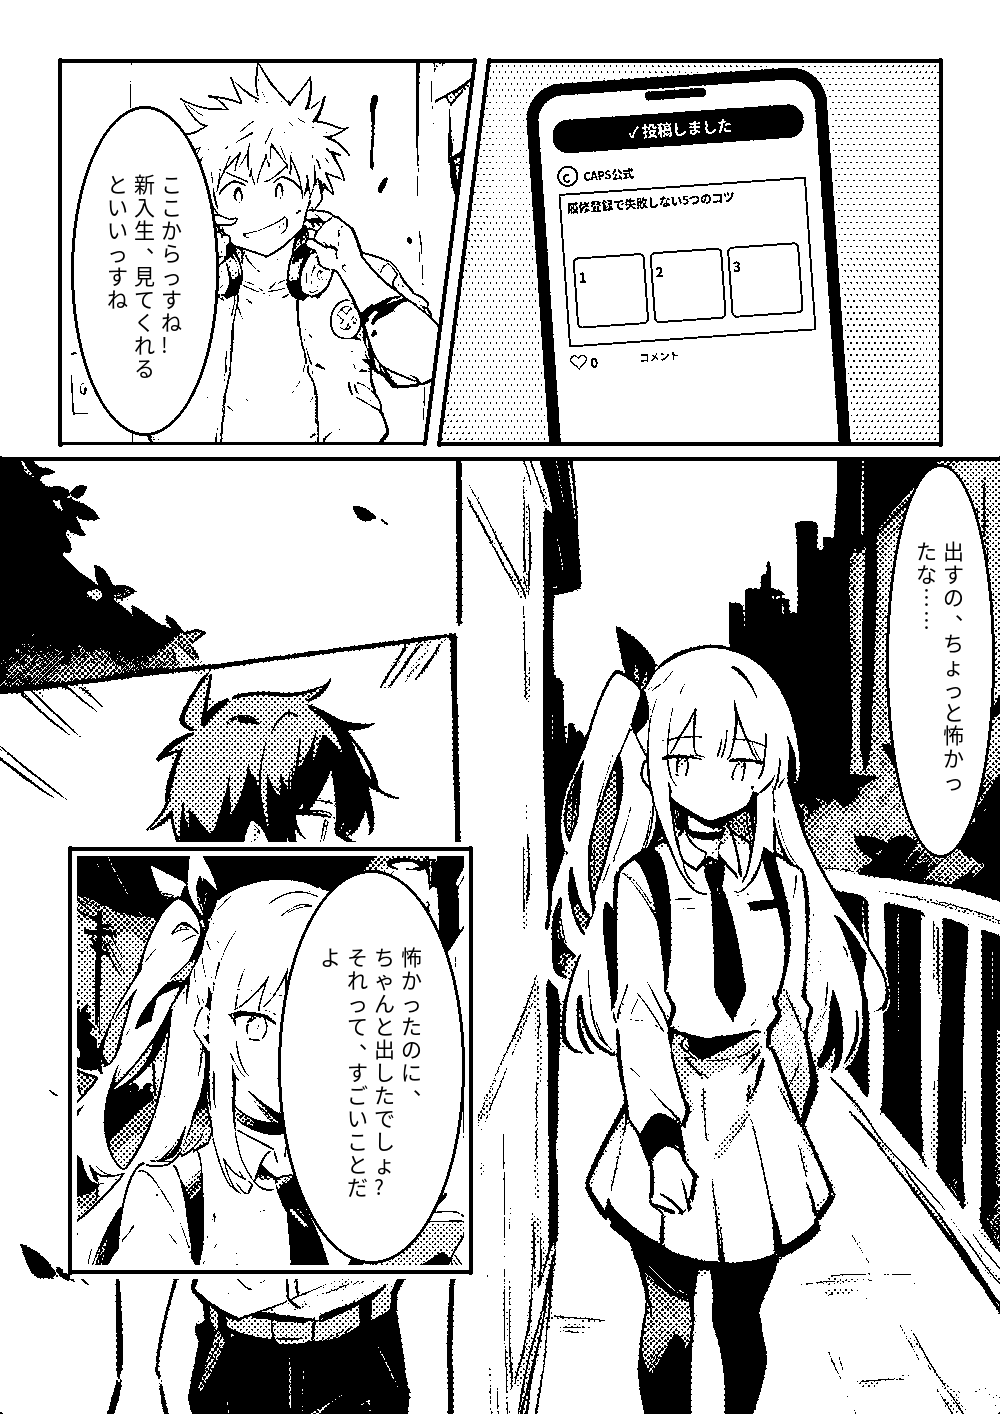 ✓投稿しました
C CAPS公式
履修登録で失敗しない5つのコツ
1 2 3
♡0 コメント
ここからっすね!
新入生、見てくれる
といいっすね
出すの、ちょっと怖かっ
たな……
怖かったのに、
ちゃんと出したでしょ?
それって、すごいことだ
よ